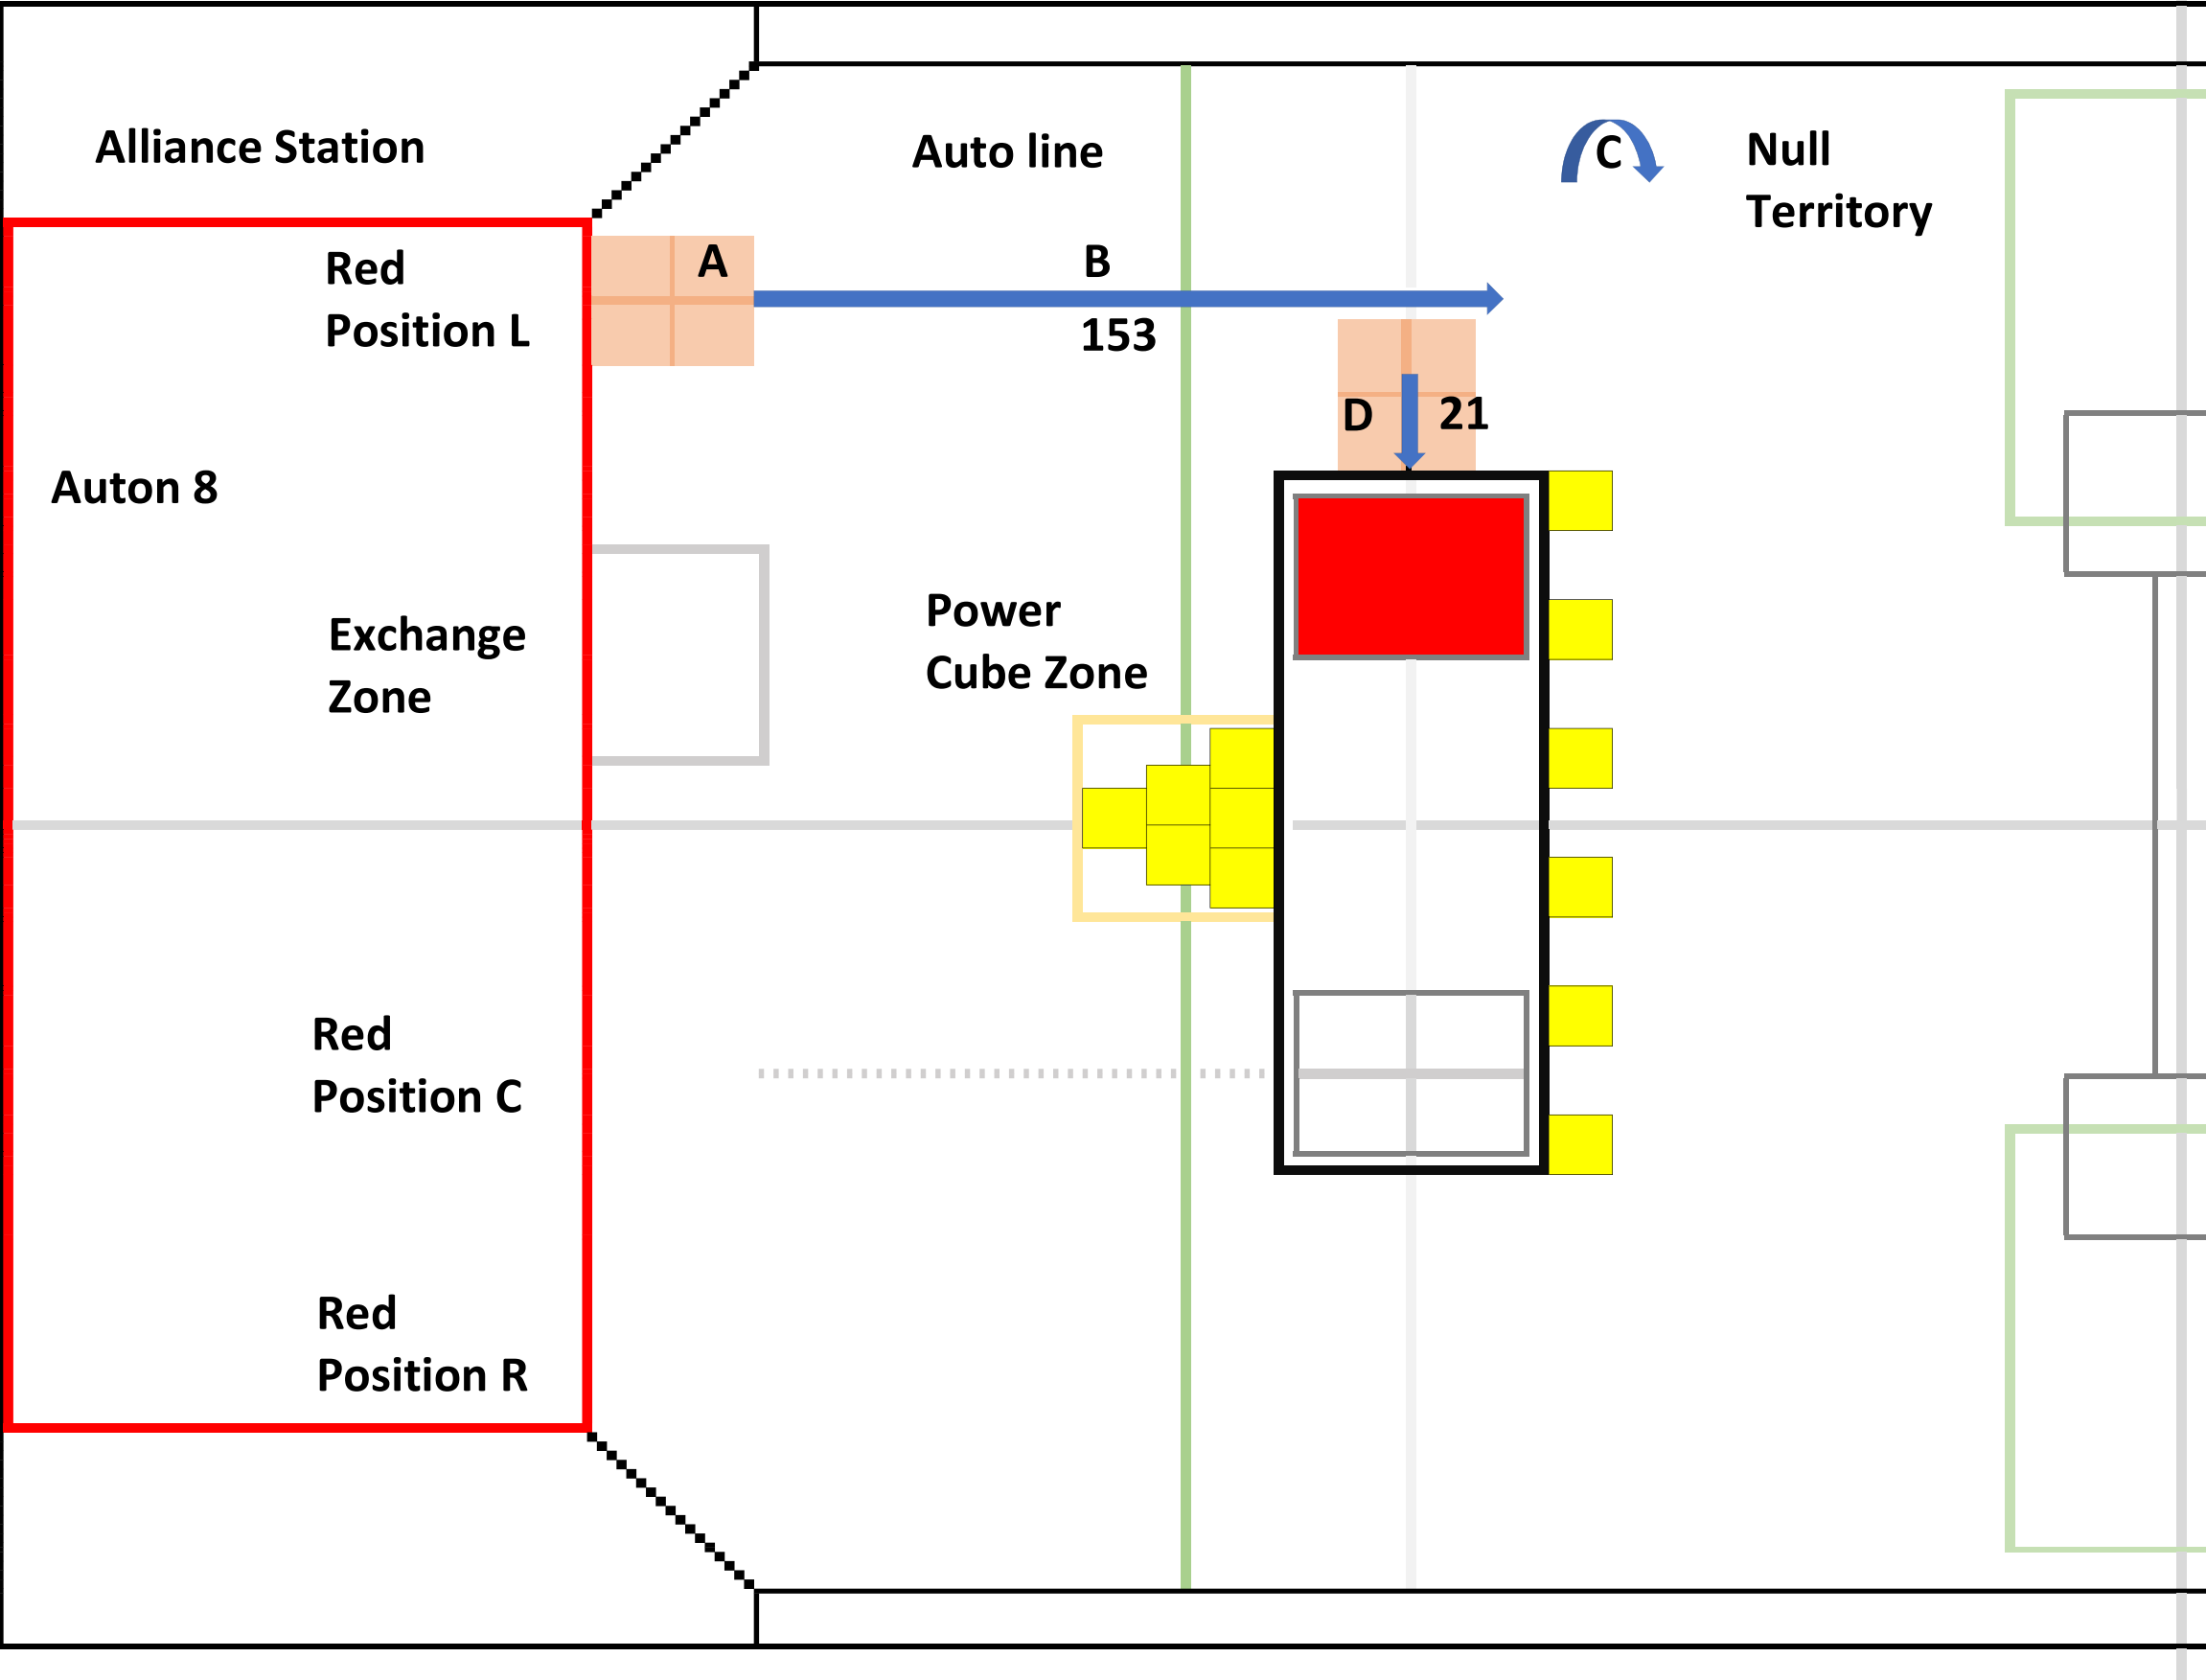 Alliance Station
Auto line
C
Null
Territory
Red
Position L
A
B
153
D
21
Auton 8
Exchange
Zone
Power
Cube Zone
Red
Position C
Red
Position R